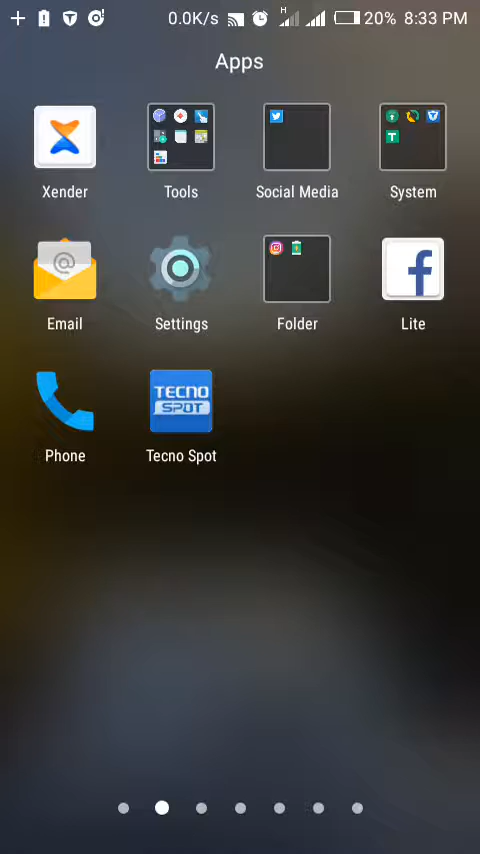 0.0K/s H 20% 8:33 PM
Apps
Xender Tools Social Media System
Email Settings Folder Lite
Phone Tecno Spot
TECNO
SPOT